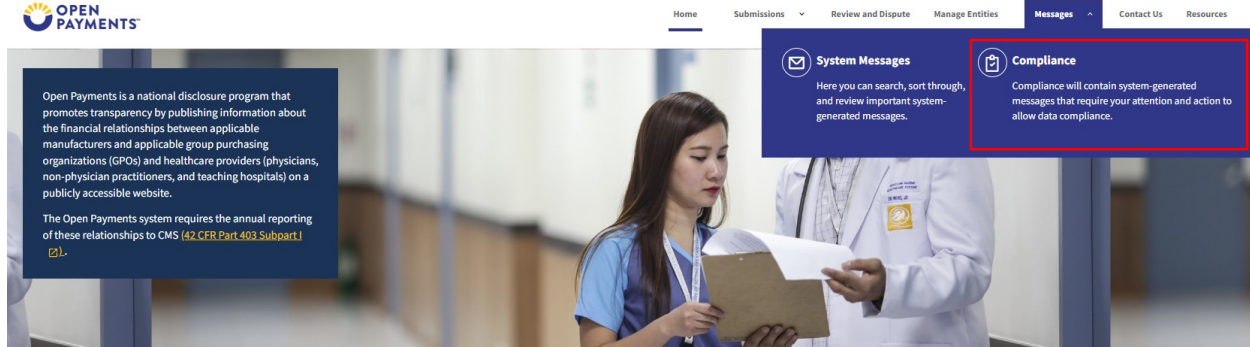 OPEN
PAYMENTS™
Home Submissions Review and Dispute Manage Entities Messages Contact Us Resources
System Messages
Here you can search, sort through,
and review important system-
generated messages.
Compliance
Compliance will contain system-generated
messages that require your attention and action to
allow data compliance.
Open Payments is a national disclosure program that
promotes transparency by publishing information about
the financial relationships between applicable
manufacturers and applicable group purchasing
organizations (GPOs) and healthcare providers (physicians,
non-physician practitioners, and teaching hospitals) on a
publicly accessible website.
The Open Payments system requires the annual reporting
of these relationships to CMS (42 CFR Part 403 Subpart I
).